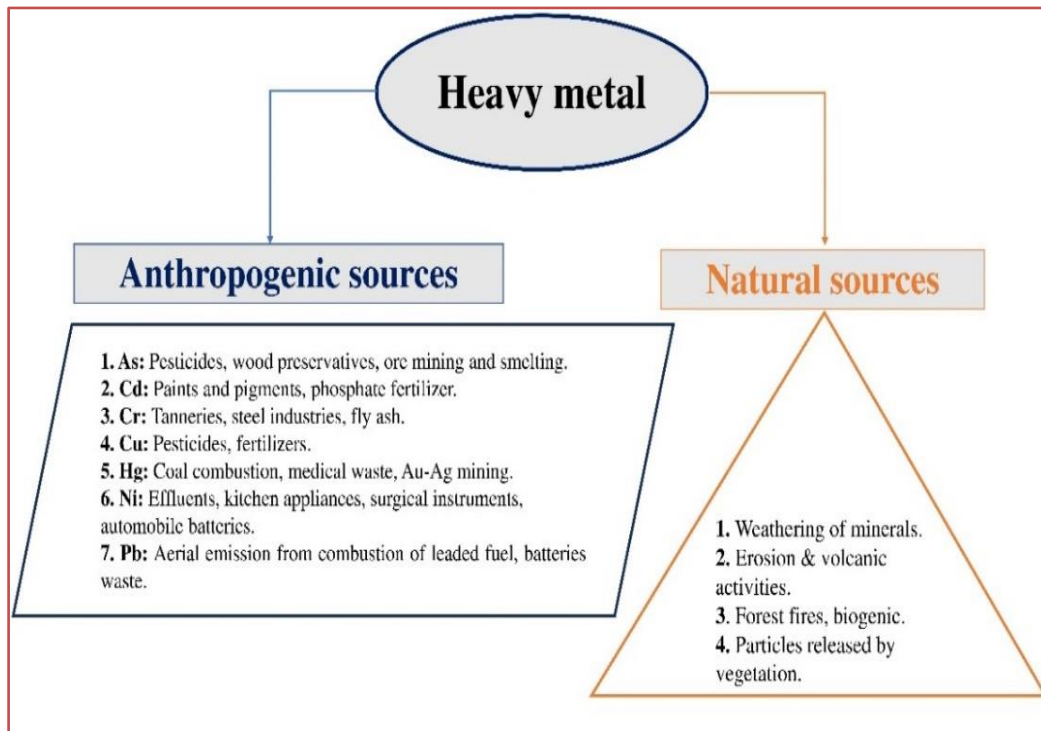 Heavy metal
Anthropogenic sources
Natural sources
1. As: Pesticides, wood preservatives, ore mining and smelting.
2. Cd: Paints and pigments, phosphate fertilizer.
3. Cr: Tanneries, steel industries, fly ash.
4. Cu: Pesticides, fertilizers.
5. Hg: Coal combustion, medical waste, Au-Ag mining.
6. Ni: Effluents, kitchen appliances, surgical instruments,
automobile batteries.
7. Pb: Aerial emission from combustion of leaded fuel, batteries
waste.
1. Weathering of minerals.
2. Erosion & volcanic
activities.
3. Forest fires, biogenic.
4. Particles released by
vegetation.